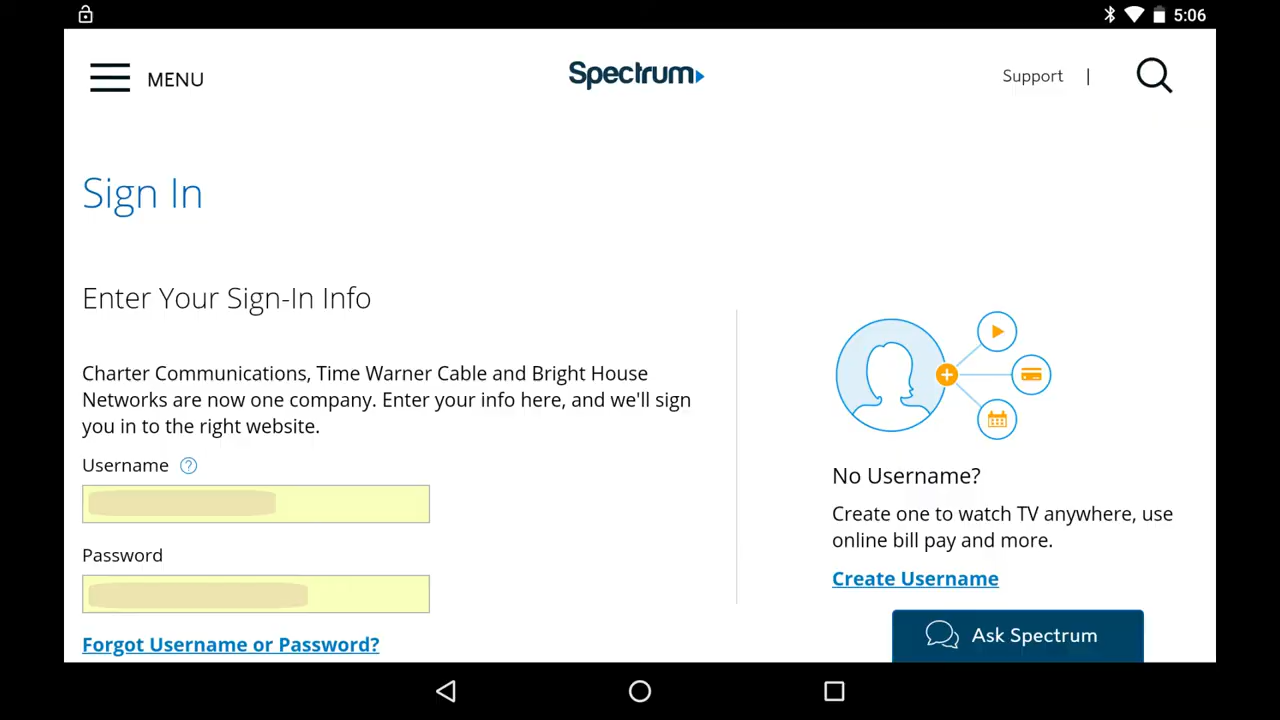 5:06
MENU
Spectrum
Support |
Sign In
Enter Your Sign-In Info
Charter Communications, Time Warner Cable and Bright House
Networks are now one company. Enter your info here, and we'll sign
you in to the right website.
Username ?
Password
Forgot Username or Password?
No Username?
Create one to watch TV anywhere, use
online bill pay and more.
Create Username
Ask Spectrum